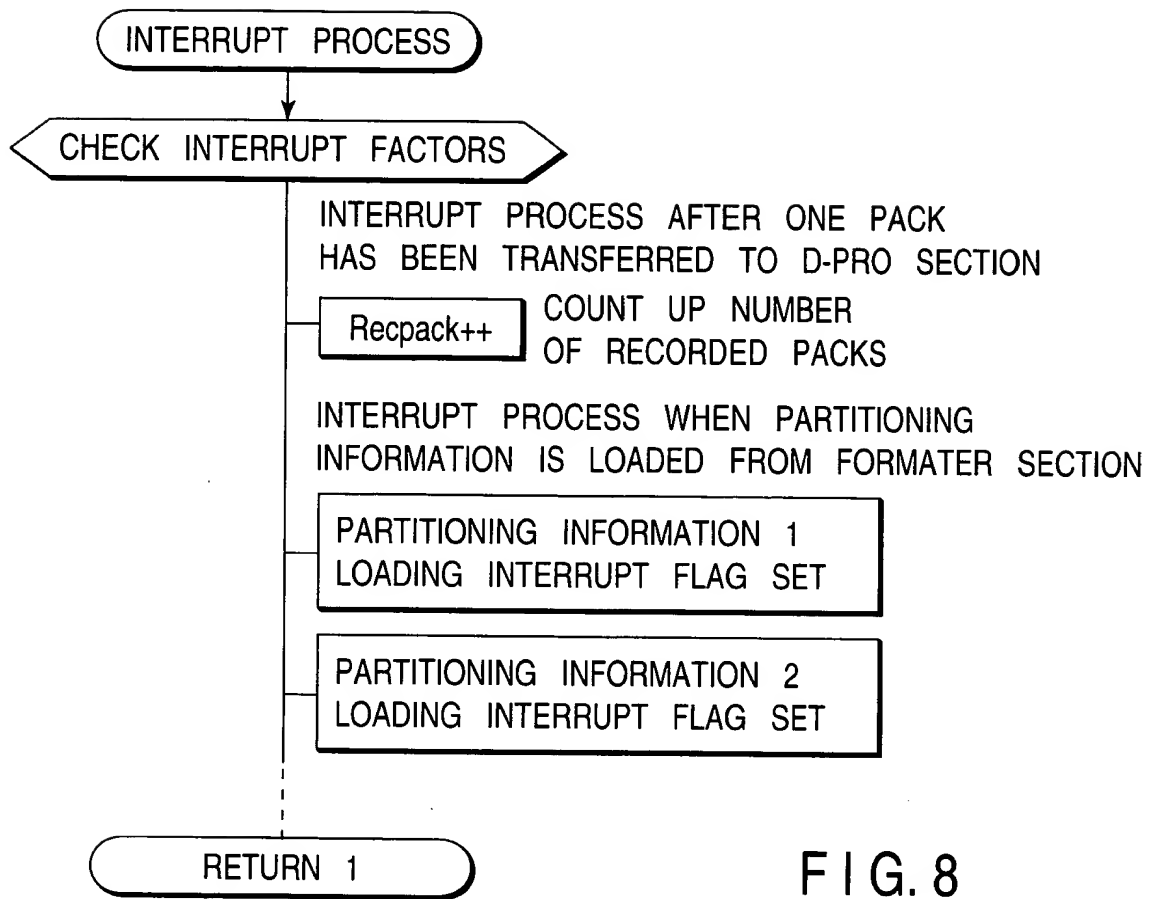 INTERRUPT PROCESS
CHECK INTERRUPT FACTORS
INTERRUPT PROCESS AFTER ONE PACK
HAS BEEN TRANSFERRED TO D-PRO SECTION
Recpack++
COUNT UP NUMBER
OF RECORDED PACKS
INTERRUPT PROCESS WHEN PARTITIONING
INFORMATION IS LOADED FROM FORMATER SECTION
PARTITIONING INFORMATION 1
LOADING INTERRUPT FLAG SET
PARTITIONING INFORMATION 2
LOADING INTERRUPT FLAG SET
RETURN 1
FIG. 8